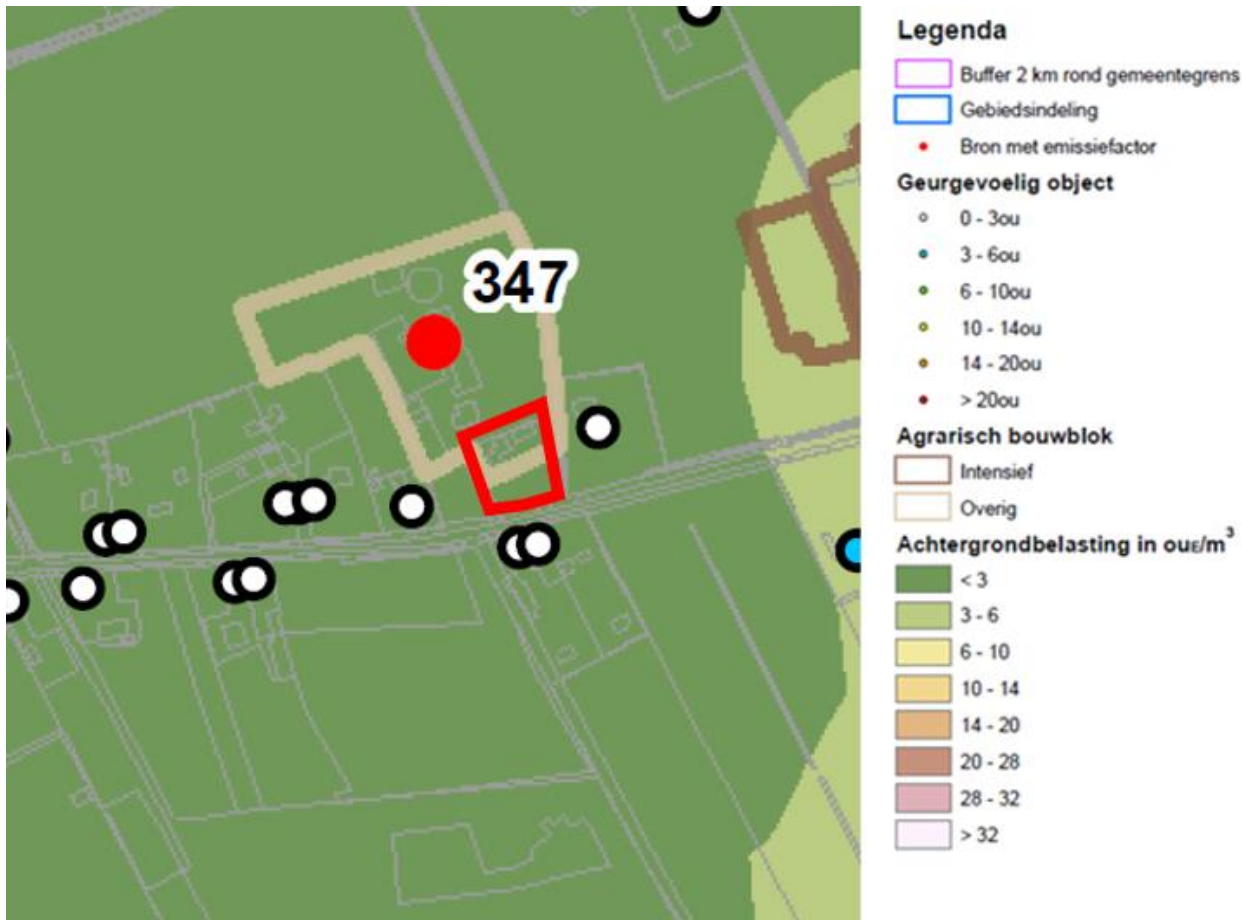 347
Legenda
Buffer 2 km rond gemeentegrens
Gebiedsindeling
Bron met emissiefactor
Geurgevoelig object
0 - 3ou
3 - 6ou
6 - 10ou
10 - 14ou
14 - 20ou
> 20ou
Agrarisch bouwblok
Intensief
Overig
Achtergrondbelasting in ouᴇ/m³
< 3
3 - 6
6 - 10
10 - 14
14 - 20
20 - 28
28 - 32
> 32